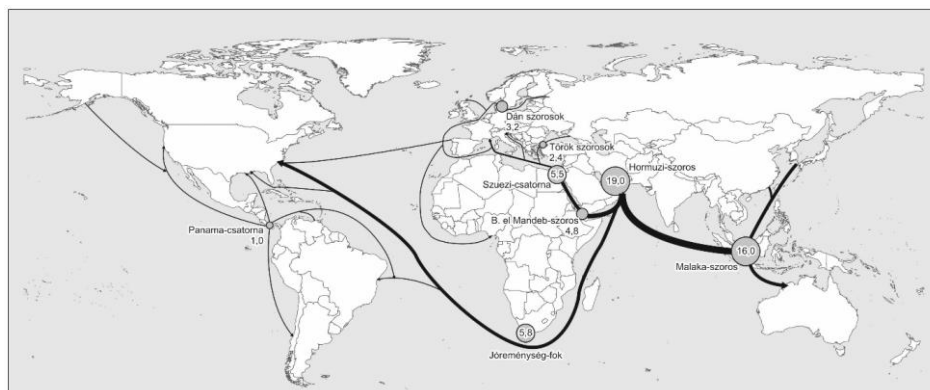 Dán szorosok
3,2
Török szorosok
2,4
Hormuzi-szoros
5,5
19,0
Szuezi-csatorna
B. el Mandeb-szoros
4,8
Panama-csatorna
1,0
16,0
Malaka-szoros
5,8
Jóreménység-fok